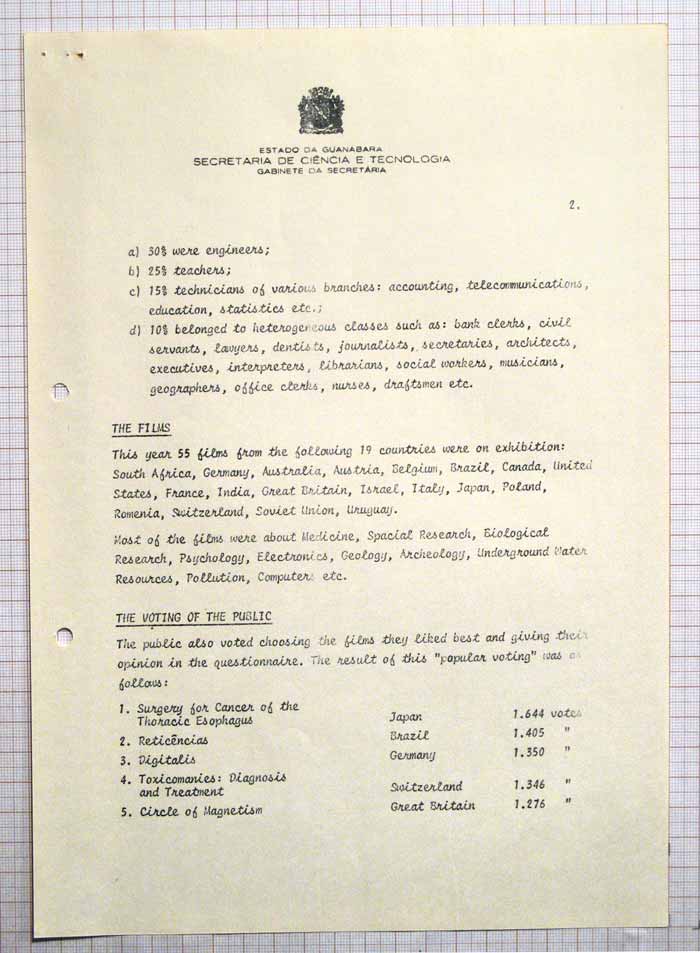 ESTADO DA GUANABARA
SECRETARIA DE CIÊNCIA E TECNOLOGIA
GABINETE DA SECRETÁRIA
2.
a) 30% were engineers;
b) 25% teachers;
c) 15% technicians of various branches: accounting, telecommunications,
education, statistics etc.;
d) 10% belonged to heterogeneous classes such as: bank clerks, civil
servants, lawyers, dentists, journalists, secretaries, architects,
executives, interpreters, librarians, social workers, musicians,
geographers, office clerks, nurses, draftsmen etc.
THE FILMS
This year 55 films from the following 19 countries were on exhibition:
South Africa, Germany, Australia, Austria, Belgium, Brazil, Canada, United
States, France, India, Great Britain, Israel, Italy, Japan, Poland,
Romenia, Switzerland, Soviet Union, Uruguay.
Most of the films were about Medicine, Spacial Research, Biological
Research, Psychology, Electronics, Geology, Archeology, Underground Water
Resources, Pollution, Computers etc.
THE VOTING OF THE PUBLIC
The public also voted choosing the films they liked best and giving their
opinion in the questionnaire. The result of this "popular voting" was as
follows:
1. Surgery for Cancer of the
Thoracic Esophagus Japan 1.644 votes
2. Reticências Brazil 1.405 "
3. Digitalis Germany 1.350 "
4. Toxicomanies: Diagnosis
and Treatment Switzerland 1.346 "
5. Circle of Magnetism Great Britain 1.276 "